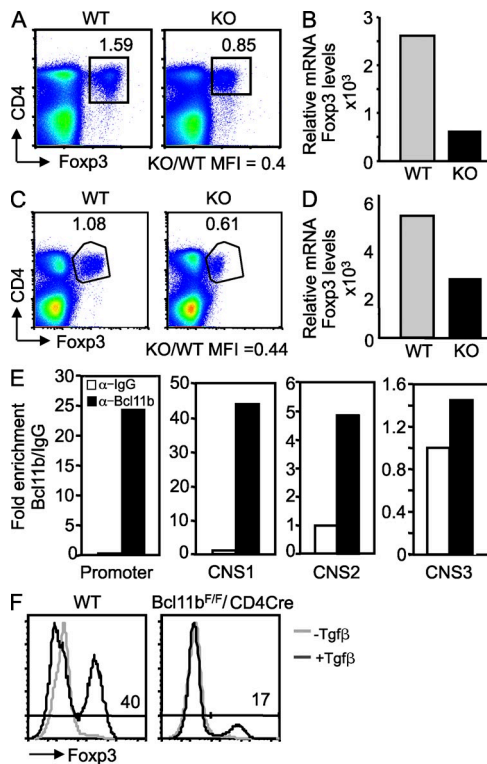 A
WT
KO
1.59
0.85
CD4
Foxp3
KO/WT MFI = 0.4
B
Relative mRNA
Foxp3 levels
x10³
3
2
1
0
WT
KO
C
WT
KO
1.08
0.61
CD4
Foxp3
KO/WT MFI =0.44
D
Relative mRNA
Foxp3 levels
x10³
6
4
2
0
WT
KO
E
Fold enrichment
Bcl11b/IgG
30
25
20
15
10
5
0
α-IgG
α-Bcl11b
Promoter
50
40
30
20
10
0
CNS1
6
5
4
3
2
1
0
CNS2
1.6
1.2
0.8
0.4
0
CNS3
F
WT
Bcl11bF/F/ CD4Cre
40
17
-Tgfβ
+Tgfβ
Foxp3